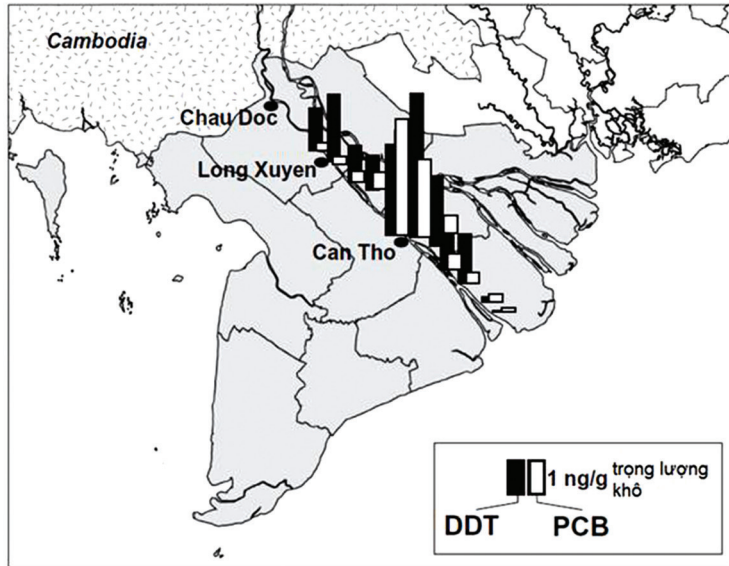 Cambodia
Chau Doc
Long Xuyen
Can Tho
1 ng/g trọng lượng
khô
DDT PCB